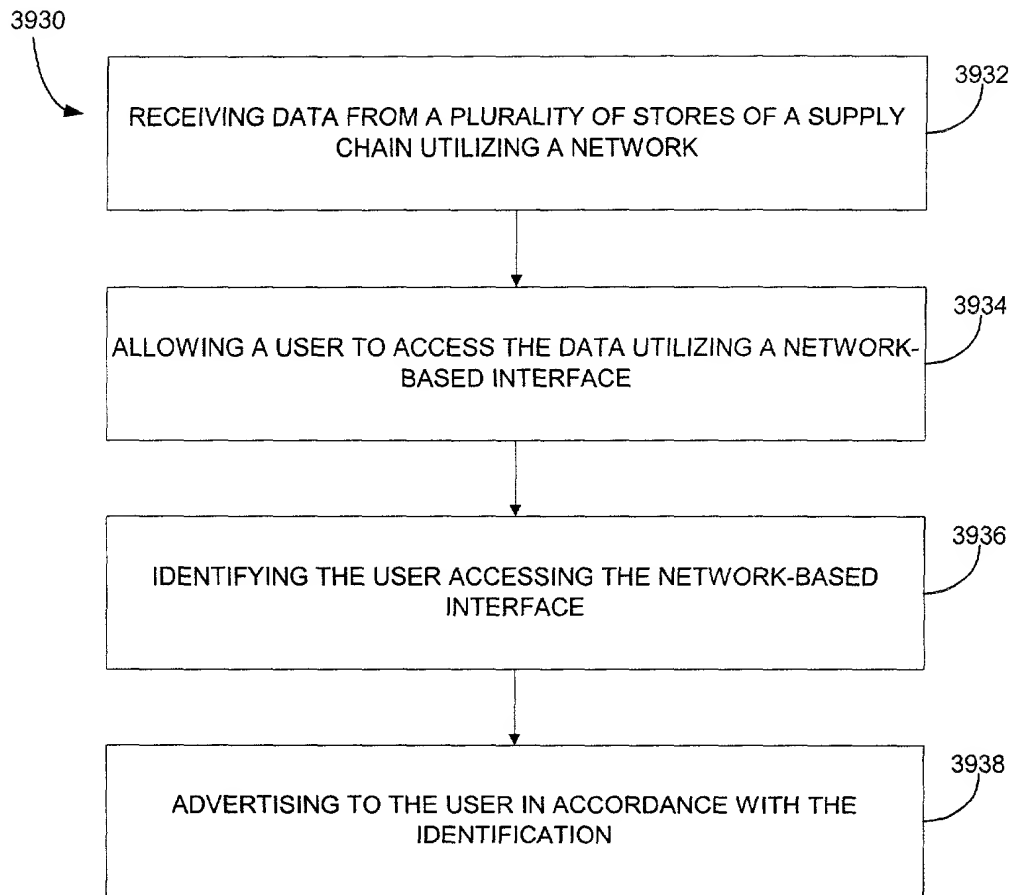 3930
3932
RECEIVING DATA FROM A PLURALITY OF STORES OF A SUPPLY
CHAIN UTILIZING A NETWORK
3934
ALLOWING A USER TO ACCESS THE DATA UTILIZING A NETWORK-
BASED INTERFACE
3936
IDENTIFYING THE USER ACCESSING THE NETWORK-BASED
INTERFACE
3938
ADVERTISING TO THE USER IN ACCORDANCE WITH THE
IDENTIFICATION